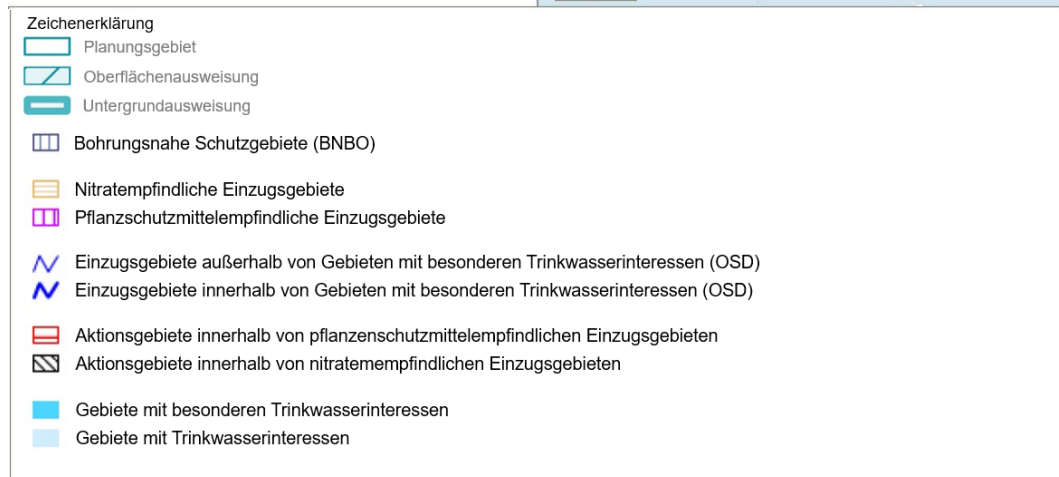 Zeichenerklärung
Planungsgebiet
Oberflächenausweisung
Untergrundausweisung
Bohrungsnahe Schutzgebiete (BNBO)
Nitratempfindliche Einzugsgebiete
Pflanzschutzmittelempfindliche Einzugsgebiete
Einzugsgebiete außerhalb von Gebieten mit besonderen Trinkwasserinteressen (OSD)
Einzugsgebiete innerhalb von Gebieten mit besonderen Trinkwasserinteressen (OSD)
Aktionsgebiete innerhalb von pflanzenschutzmittelempfindlichen Einzugsgebieten
Aktionsgebiete innerhalb von nitratemempfindlichen Einzugsgebieten
Gebiete mit besonderen Trinkwasserinteressen
Gebiete mit Trinkwasserinteressen